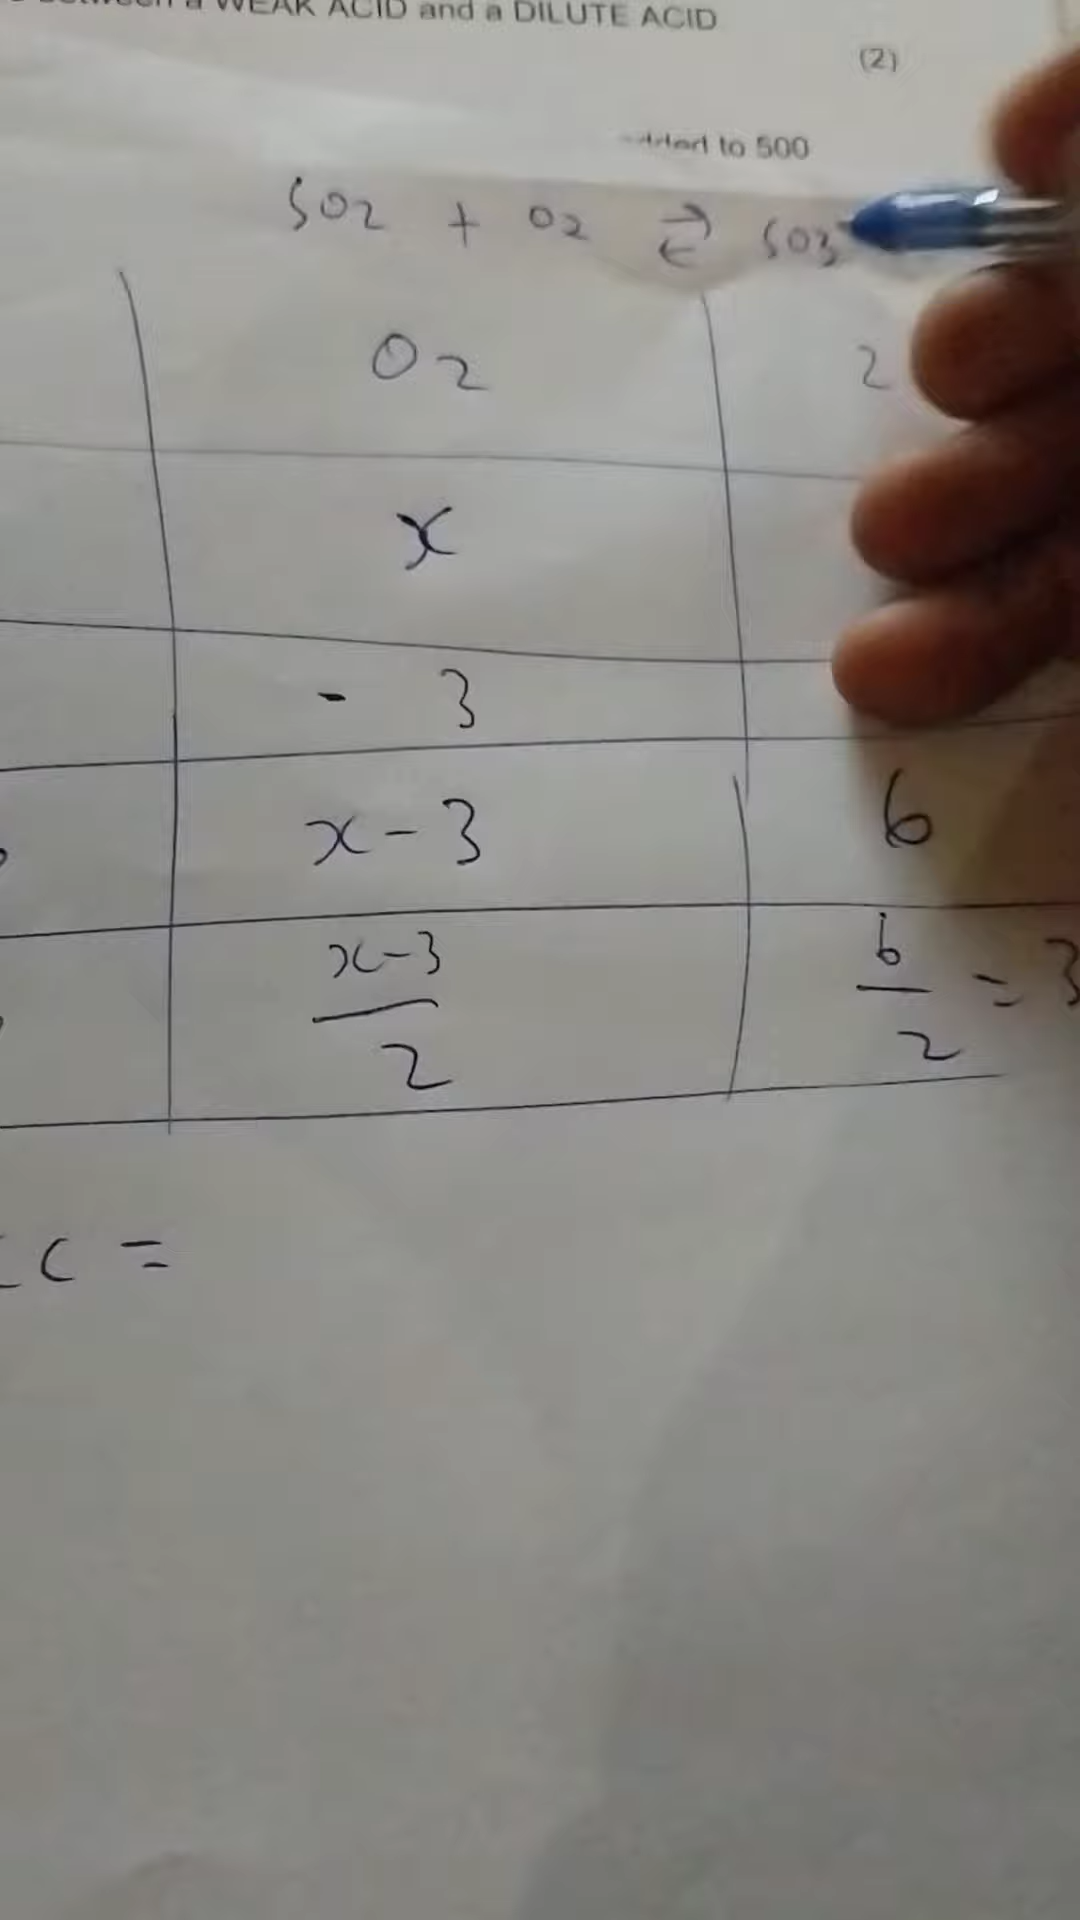 a WEAK ACID and a DILUTE ACID
(2)
to 500
SO2 + O2 ⇄ SO3
O2 2
x
- 3
x - 3 6
x-3 6
2 2 = 3
C =